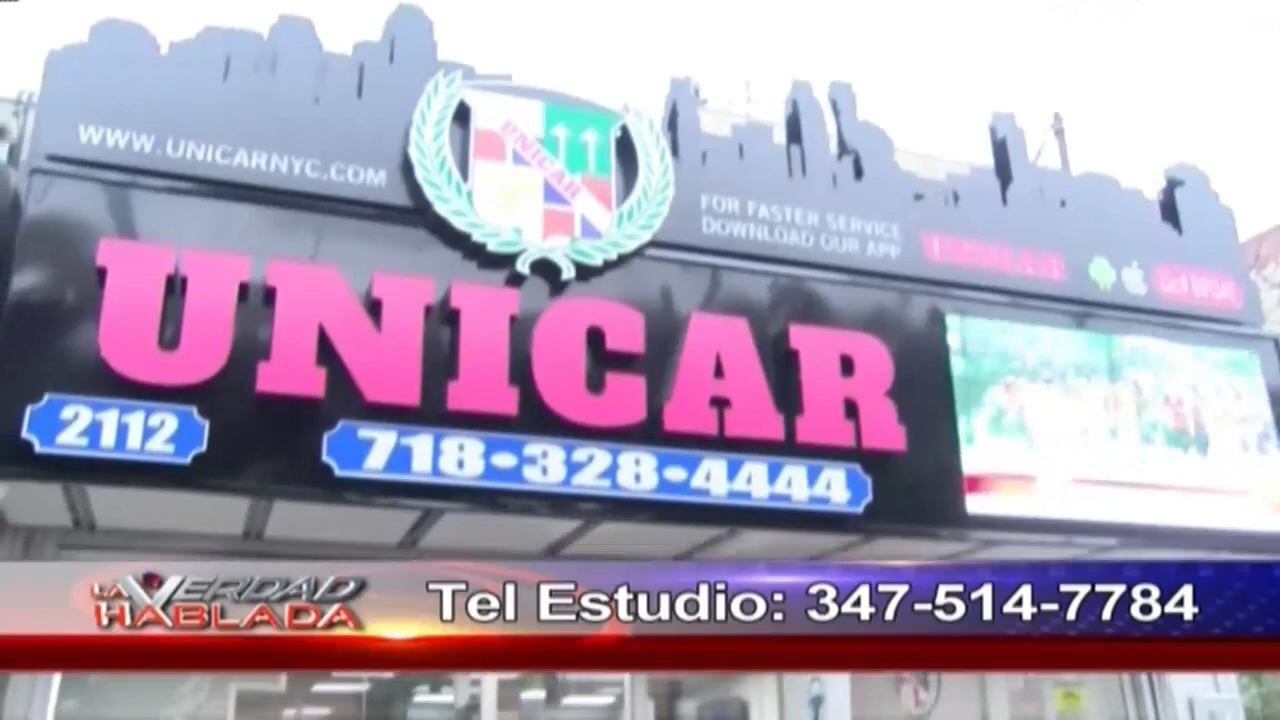 WWW.UNICARNYC.COM
UNICAR
FOR FASTER SERVICE
DOWNLOAD OUR APP
UNICAR
2112
718•328•4444
LA VERDAD
HABLADA
Tel Estudio: 347-514-7784